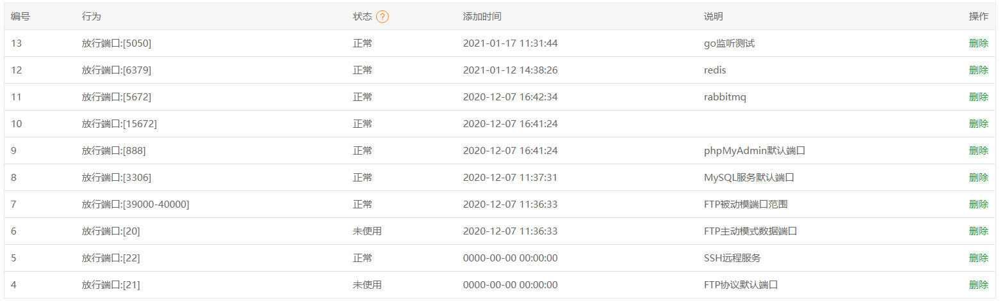 编号 行为 状态 ? 添加时间 说明 操作
13 放行端口:[5050] 正常 2021-01-17 11:31:44 go监听测试 删除
12 放行端口:[6379] 正常 2021-01-12 14:38:26 redis 删除
11 放行端口:[5672] 正常 2020-12-07 16:42:34 rabbitmq 删除
10 放行端口:[15672] 正常 2020-12-07 16:41:24 删除
9 放行端口:[888] 正常 2020-12-07 16:41:24 phpMyAdmin默认端口 删除
8 放行端口:[3306] 正常 2020-12-07 11:37:31 MySQL服务默认端口 删除
7 放行端口:[39000-40000] 正常 2020-12-07 11:36:33 FTP被动模端口范围 删除
6 放行端口:[20] 未使用 2020-12-07 11:36:33 FTP主动模式数据端口 删除
5 放行端口:[22] 正常 0000-00-00 00:00:00 SSH远程服务 删除
4 放行端口:[21] 未使用 0000-00-00 00:00:00 FTP协议默认端口 删除